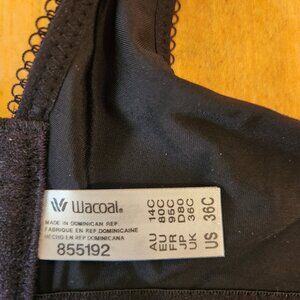 Wacoal®
MADE IN DOMINICAN REP
FABRIQUE EN REP DOMINICAINE
HECHO EN REP DOMINICANA
855192
AU 14C
EU 80C
FR 95C
JP D80
UK 36C
US 36C